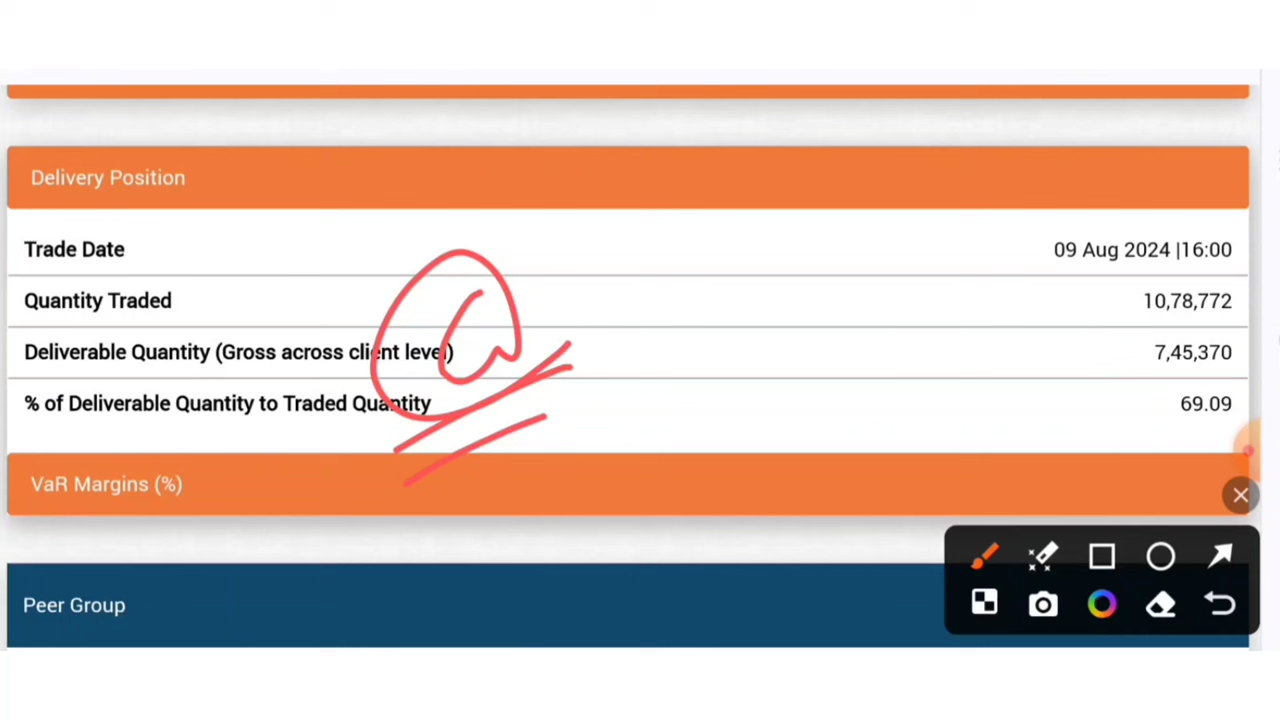 Delivery Position
Trade Date 09 Aug 2024 |16:00
Quantity Traded 10,78,772
Deliverable Quantity (Gross across client level) 7,45,370
% of Deliverable Quantity to Traded Quantity 69.09
VaR Margins (%)
Peer Group